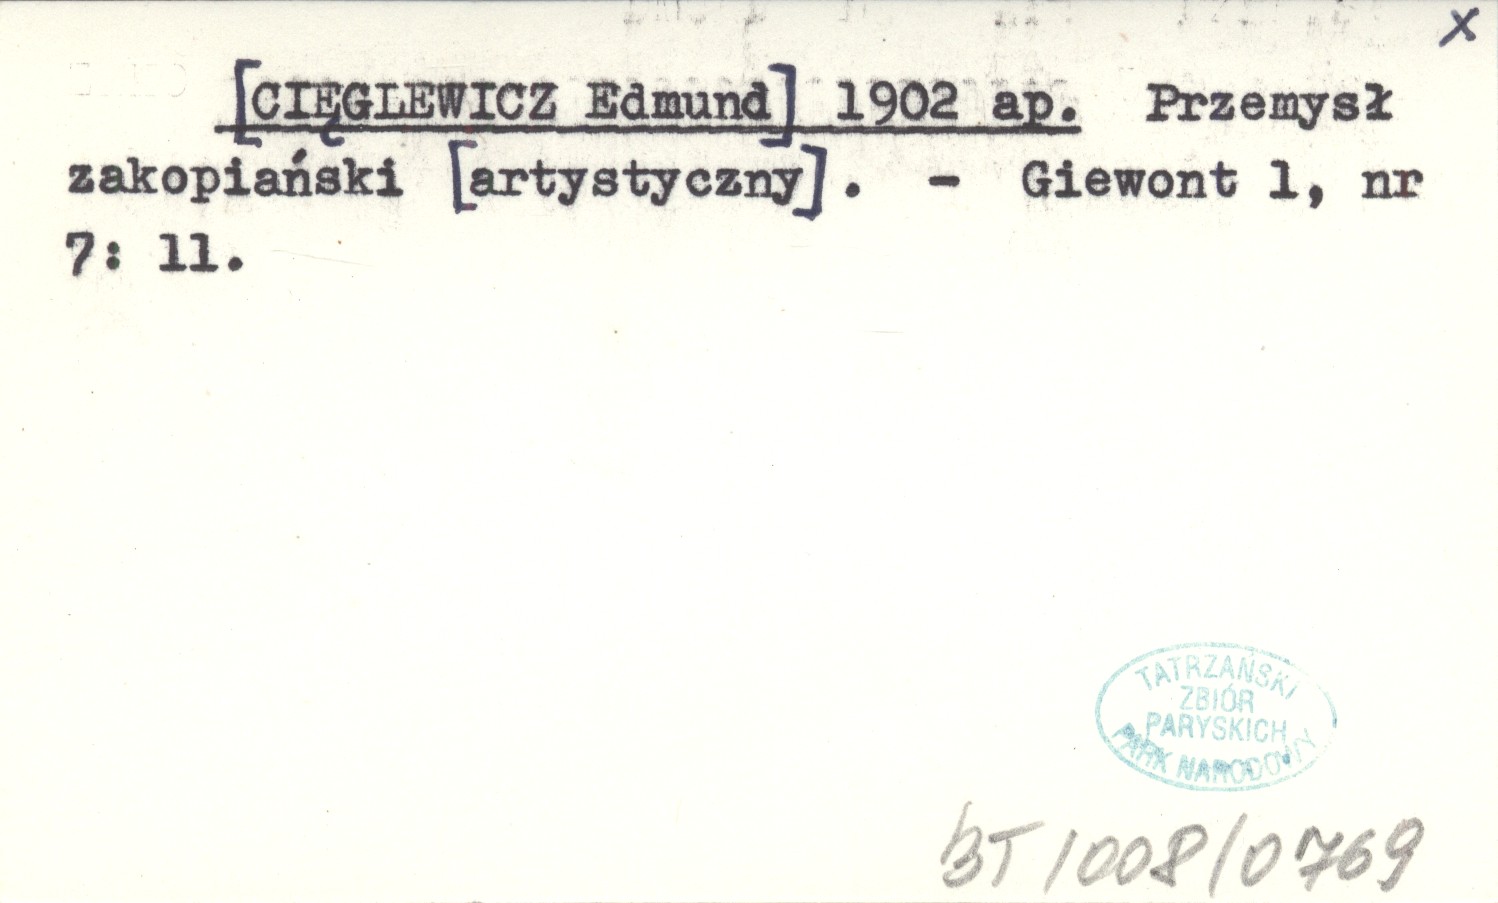 x
[CIĘGLEWICZ Edmund] 1902 ap. Przemysł
zakopiański [artystyczny]. - Giewont 1, nr
7: 11.
TATRZAŃSKI
ZBIÓR
PARYSKICH
PARK NARODOWY
BT/1008/0769